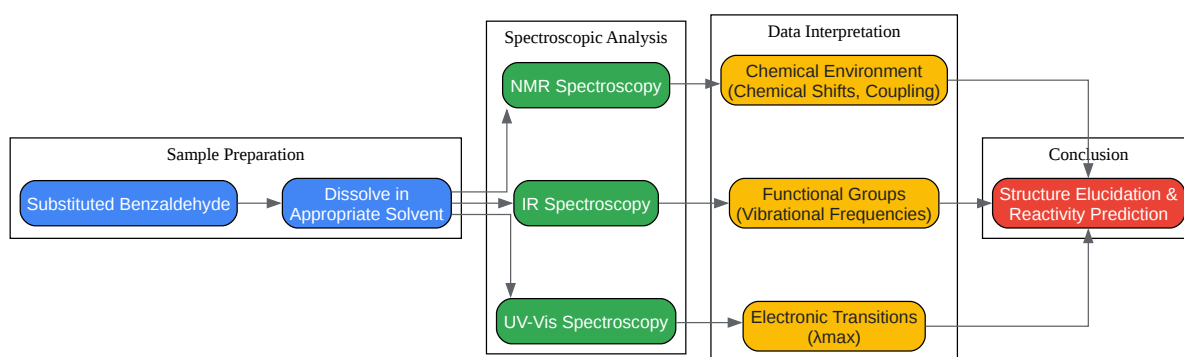 Sample Preparation
Substituted Benzaldehyde
Dissolve in
Appropriate Solvent
Spectroscopic Analysis
NMR Spectroscopy
IR Spectroscopy
UV-Vis Spectroscopy
Data Interpretation
Chemical Environment
(Chemical Shifts, Coupling)
Functional Groups
(Vibrational Frequencies)
Electronic Transitions
(λmax)
Conclusion
Structure Elucidation &
Reactivity Prediction